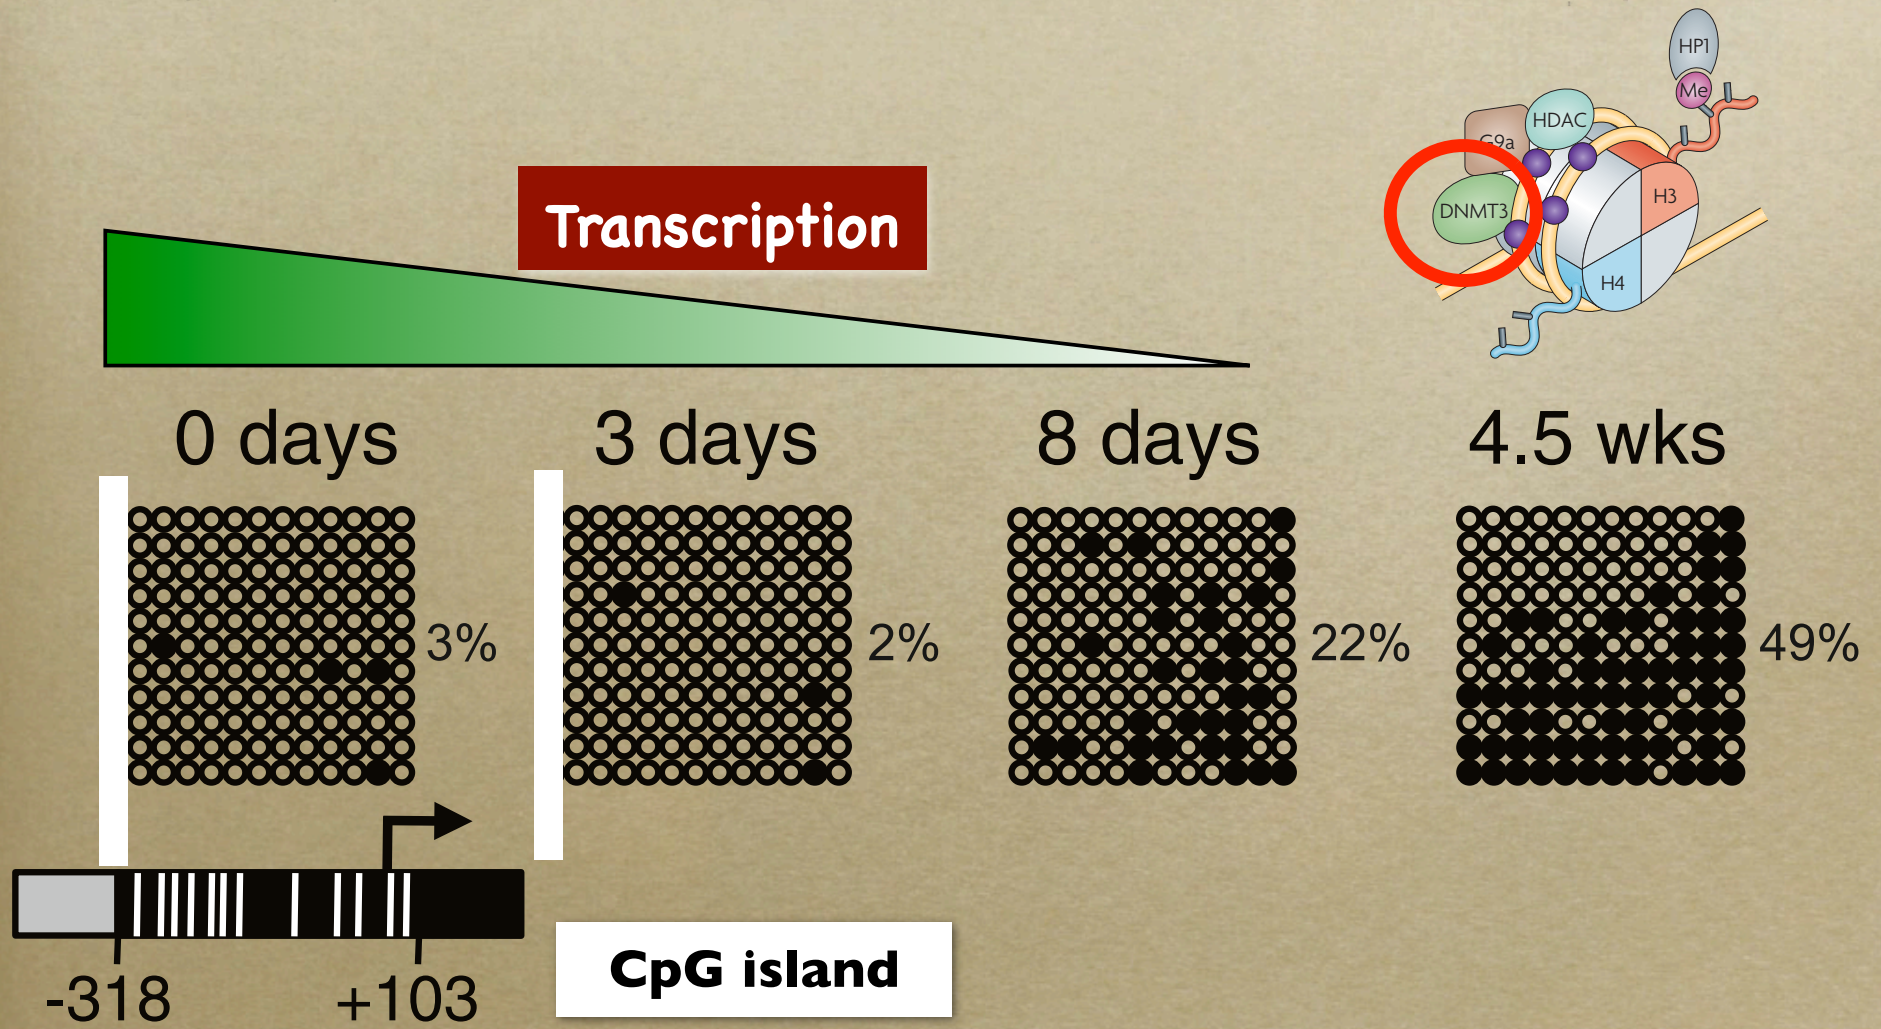 HP1
Me
HDAC
G9a
DNMT3
H3
H4
Transcription
0 days
3 days
8 days
4.5 wks
3%
2%
22%
49%
-318
+103
CpG island